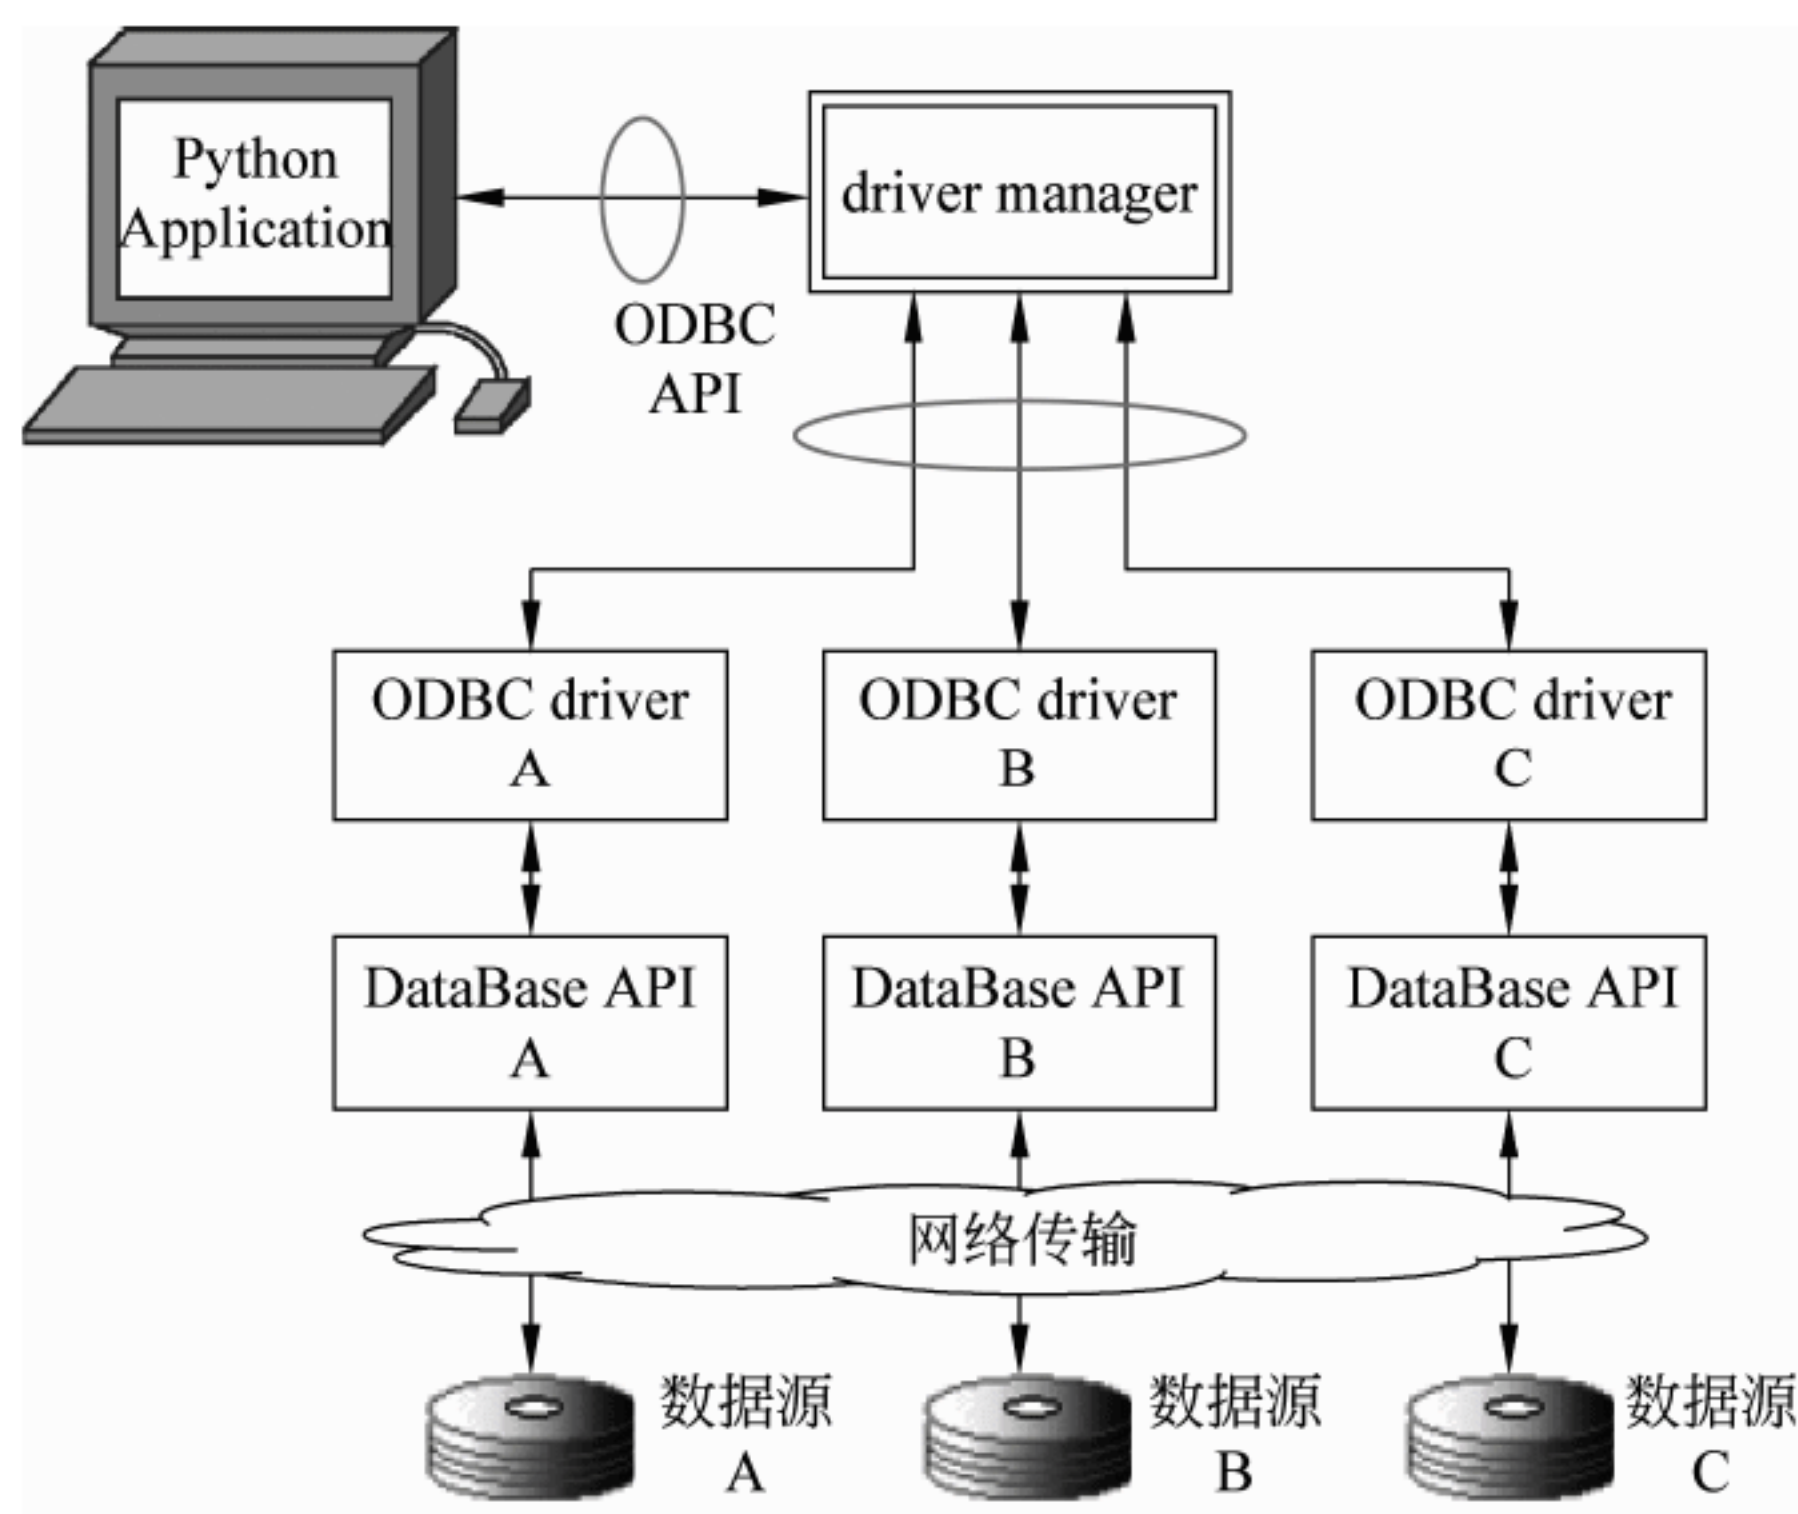 Python
Application
driver manager
ODBC
API
ODBC driver
A
ODBC driver
B
ODBC driver
C
DataBase API
A
DataBase API
B
DataBase API
C
网络传输
数据源
A
数据源
B
数据源
C